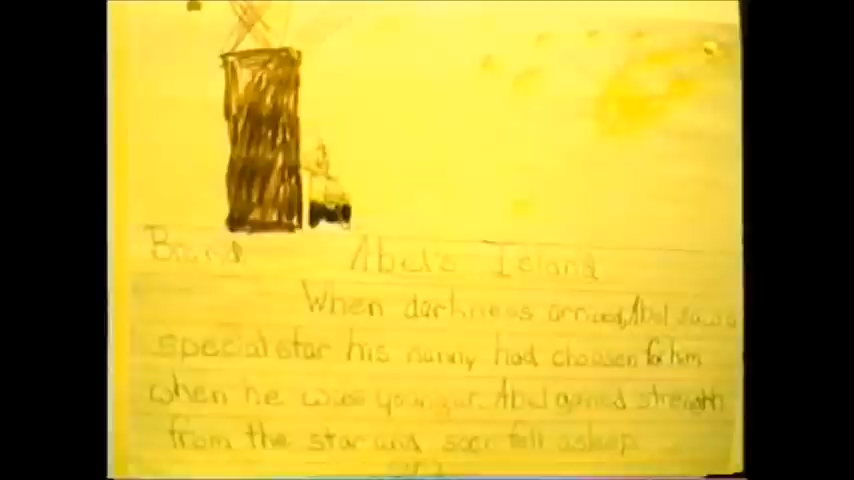 Abel's Island
When darkness arrived, Abel saw a
special star his nanny had choosen for him
when he was younger. Abel gained strength
from the star and soon fell asleep